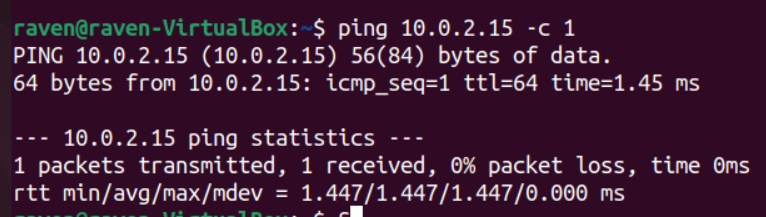 raven@raven-VirtualBox:~$ ping 10.0.2.15 -c 1
PING 10.0.2.15 (10.0.2.15) 56(84) bytes of data.
64 bytes from 10.0.2.15: icmp_seq=1 ttl=64 time=1.45 ms

--- 10.0.2.15 ping statistics ---
1 packets transmitted, 1 received, 0% packet loss, time 0ms
rtt min/avg/max/mdev = 1.447/1.447/1.447/0.000 ms